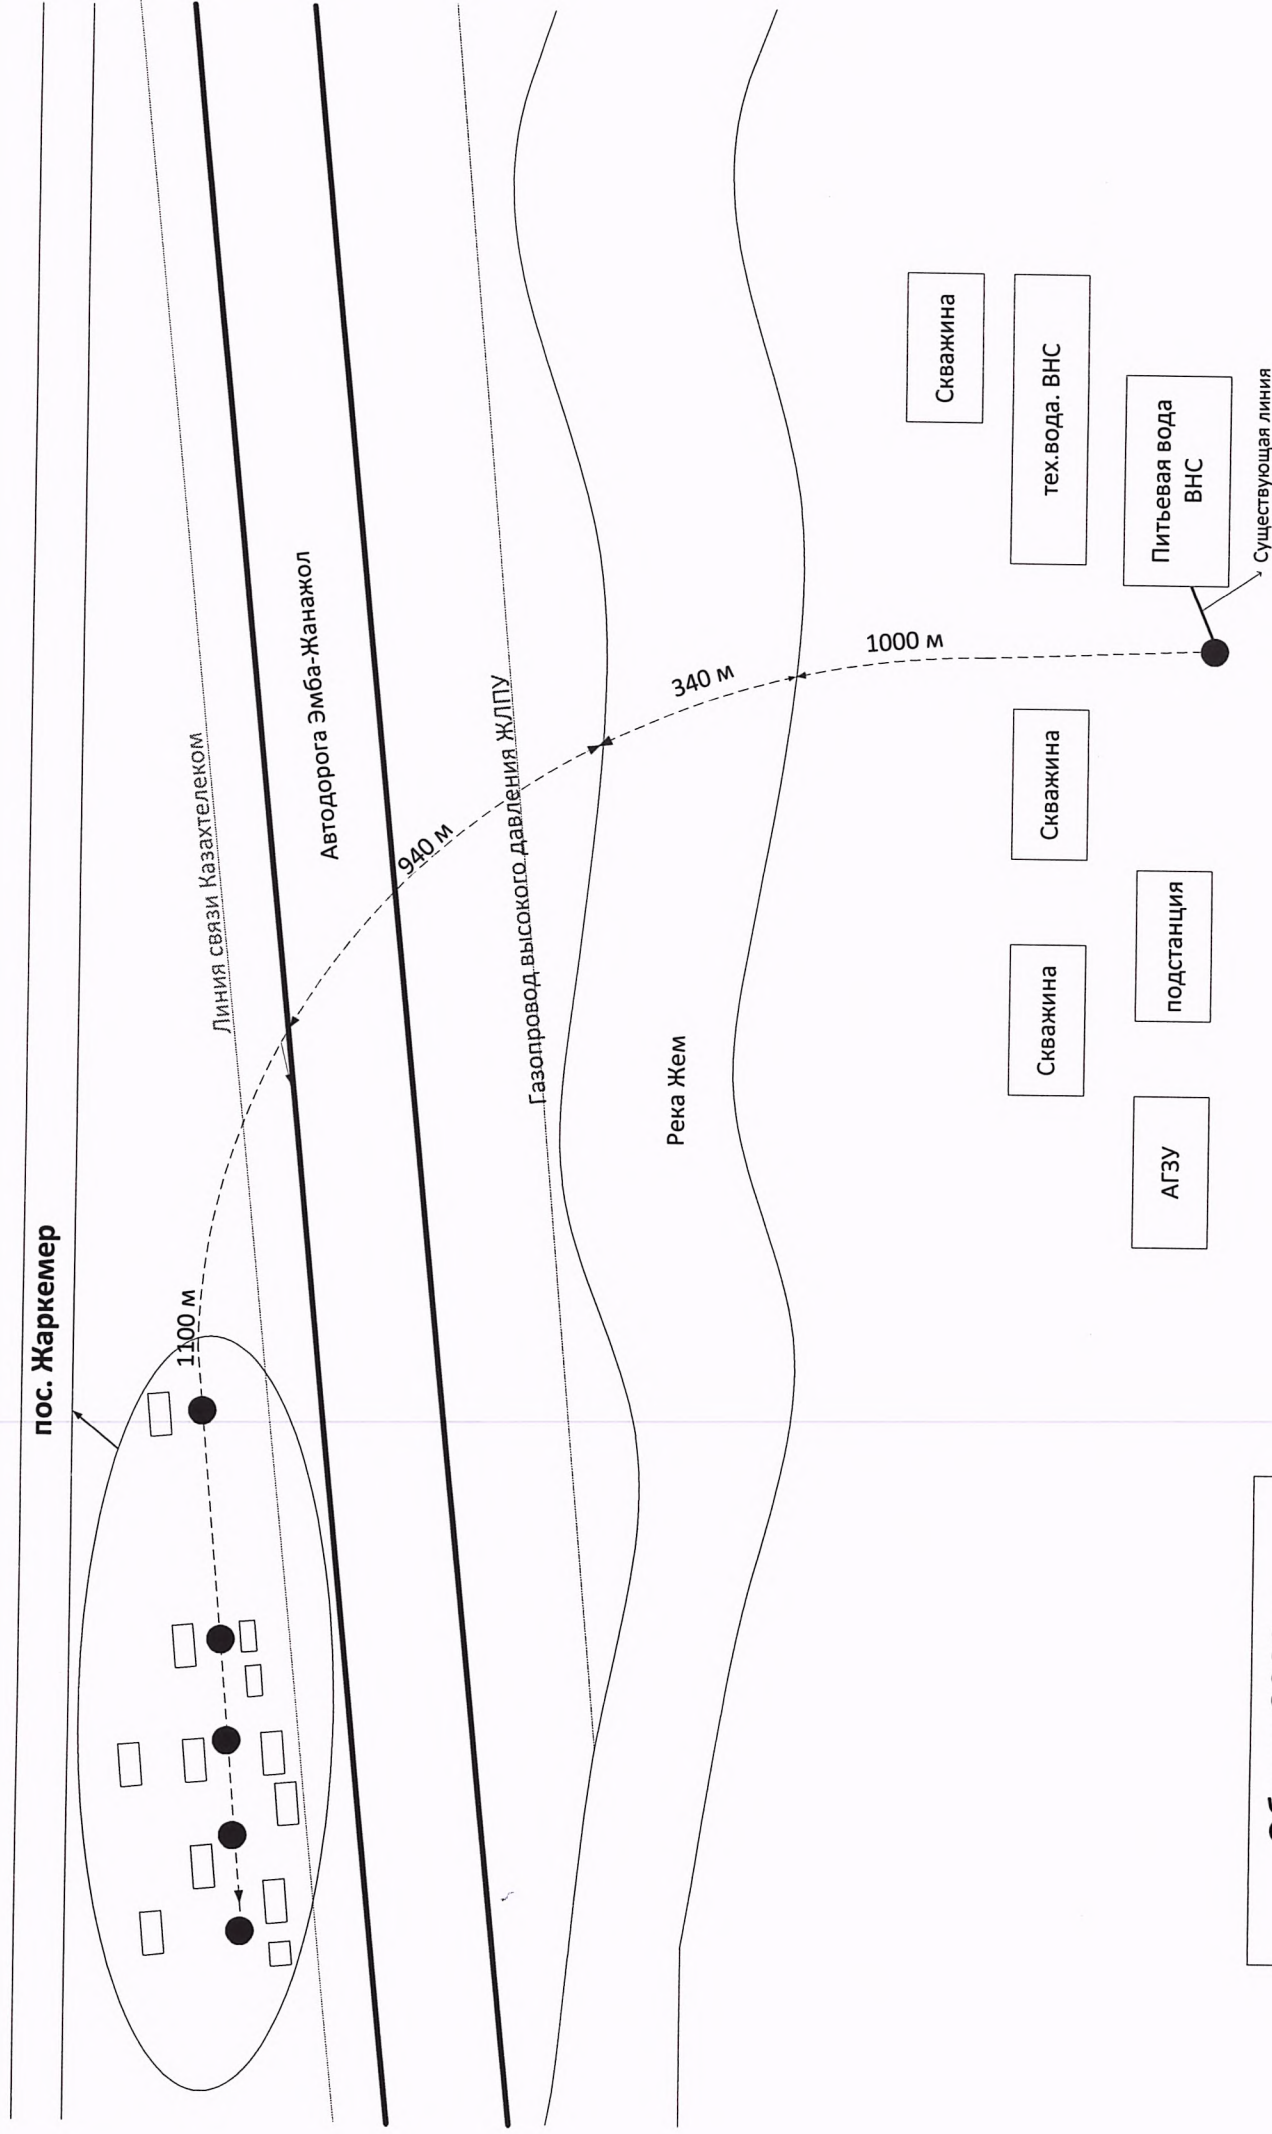 пос. Жаркемер
1100 м
Линия связи Казахтелеком
Автодорога Эмба-Жанажол
940 м
Газопровод высокого давления ЖЛПУ
340 м
Река Жем
1000 м
Скважина
тех.вода. ВНС
Питьевая вода
ВНС
Существующая линия
Скважина
Скважина
подстанция
АГЗУ